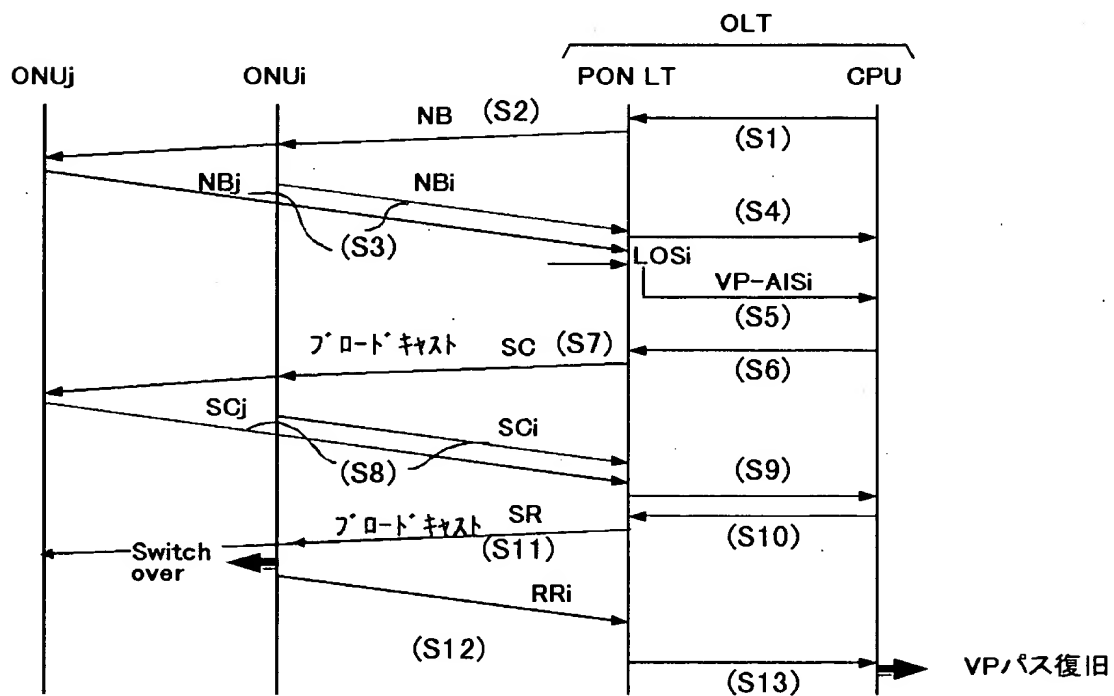 OLT
ONUj ONUi PON LT CPU
NB (S2)
(S1)
NBj NBi
(S3)
(S4)
LOSi
VP-AISi
(S5)
ブロードキャスト SC (S7)
(S6)
SCj SCi
(S8)
(S9)
ブロードキャスト SR
(S11)
(S10)
Switch
over
RRi
(S12)
(S13)
VPパス復旧